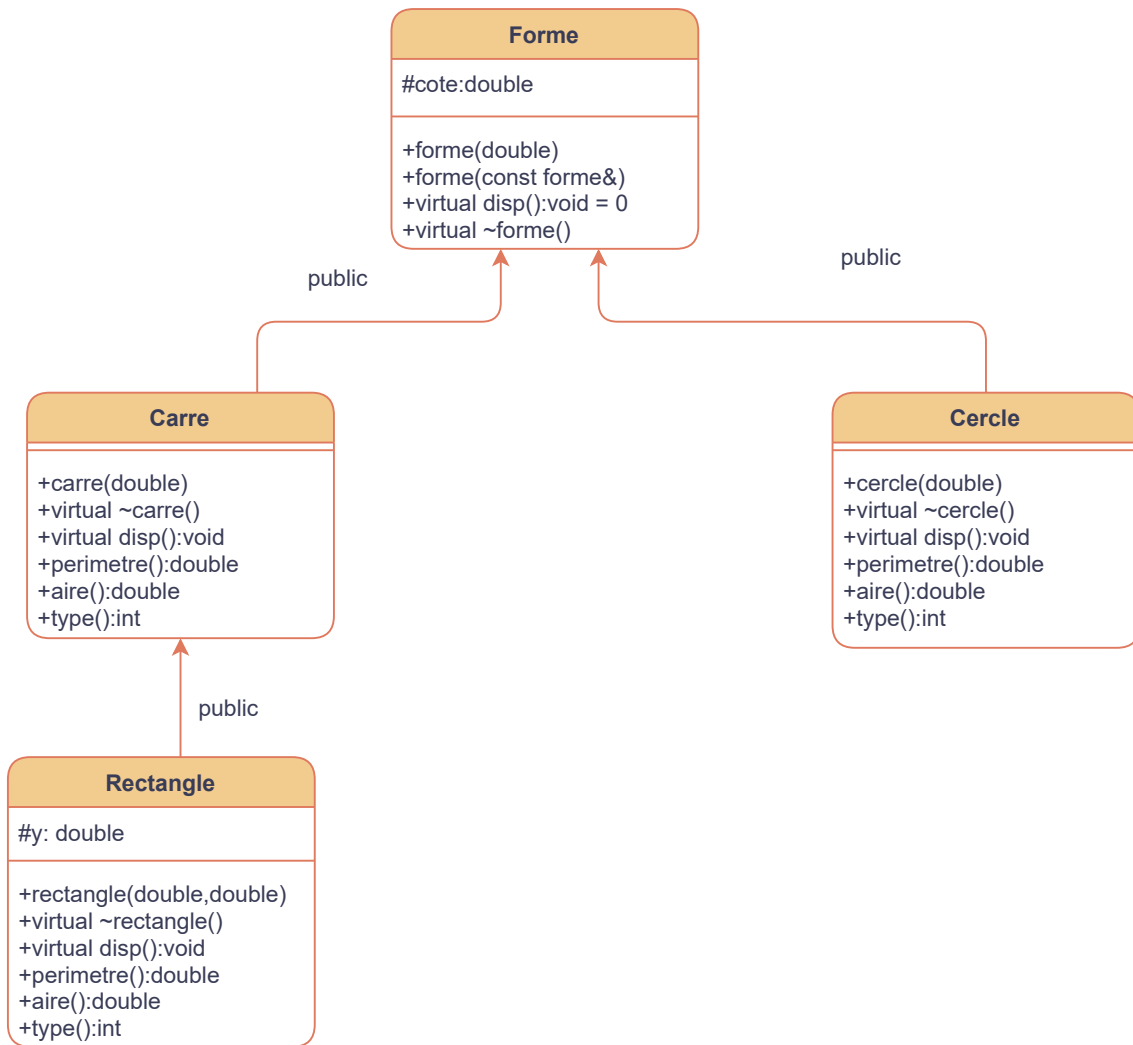 Forme
#cote:double
+forme(double)
+forme(const forme&)
+virtual disp():void = 0
+virtual ~forme()
public
public
Carre
+carre(double)
+virtual ~carre()
+virtual disp():void
+perimetre():double
+aire():double
+type():int
Cercle
+cercle(double)
+virtual ~cercle()
+virtual disp():void
+perimetre():double
+aire():double
+type():int
public
Rectangle
#y: double
+rectangle(double,double)
+virtual ~rectangle()
+virtual disp():void
+perimetre():double
+aire():double
+type():int